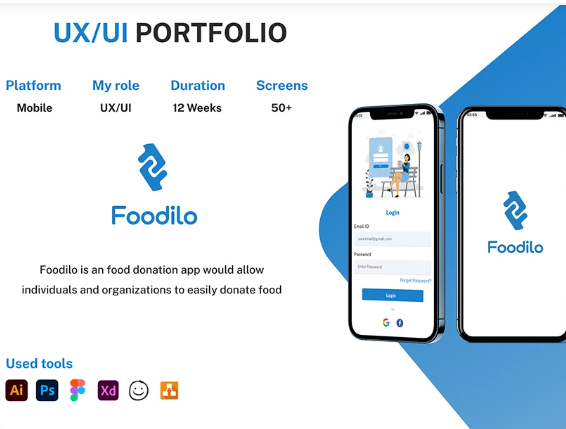 UX/UI PORTFOLIO
Platform
My role
Duration
Screens
Mobile
UX/UI
12 Weeks
50+
Foodilo
Foodilo is an food donation app would allow
individuals and organizations to easily donate food
Used tools
Ai
Ps
Xd
Login
Email ID
Password
Enter Password
Forget Password?
Login
Foodilo